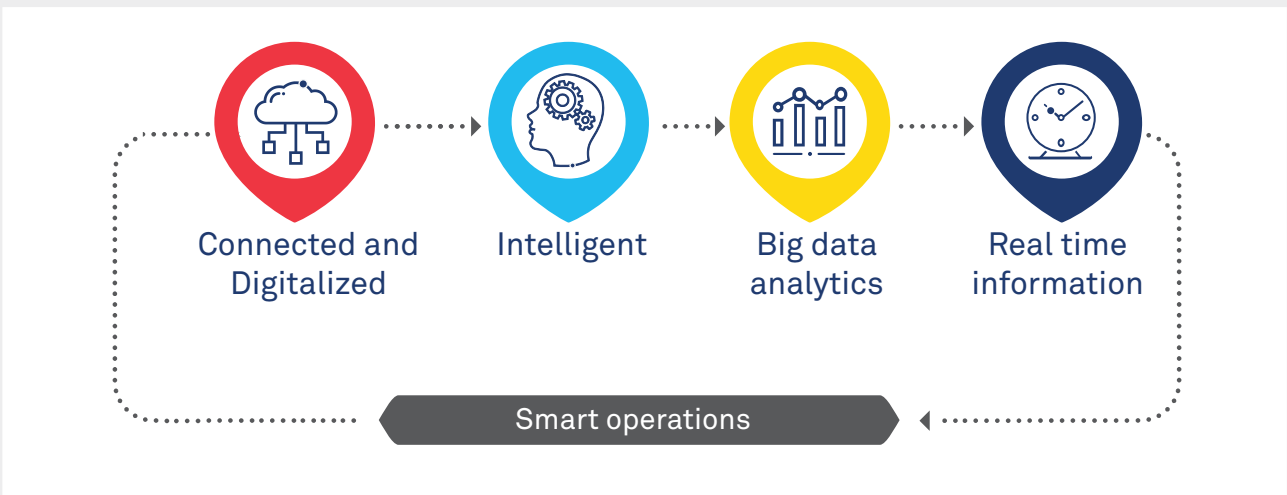 Connected and
Digitalized
Intelligent
Big data
analytics
Real time
information
Smart operations